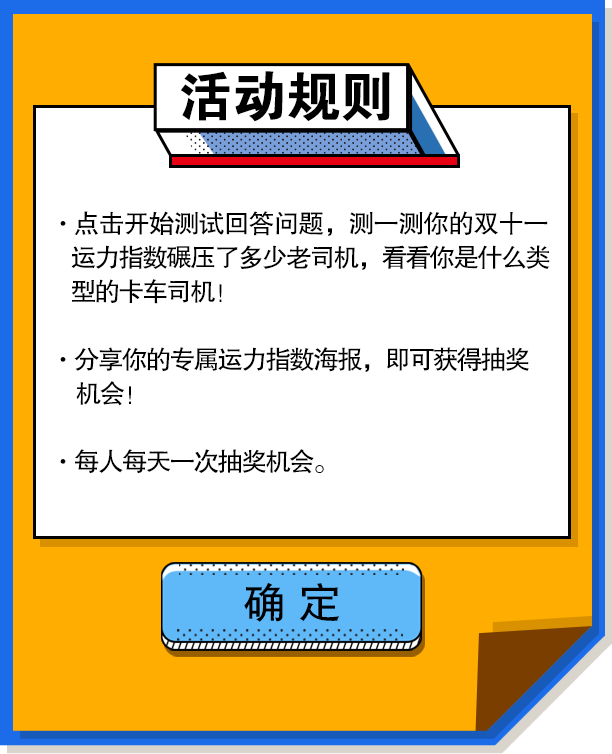 活动规则
·点击开始测试回答问题，测一测你的双十一
运力指数碾压了多少老司机，看看你是什么类
型的卡车司机！
·分享你的专属运力指数海报，即可获得抽奖
机会！
·每人每天一次抽奖机会。
确定